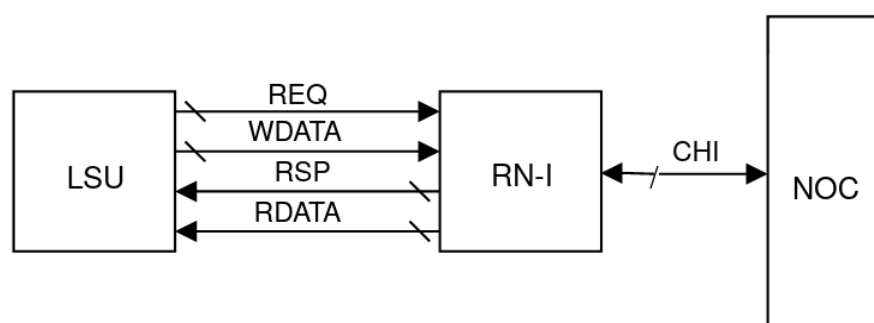 REQ
WDATA
RSP
RDATA
LSU
RN-I
CHI
NOC